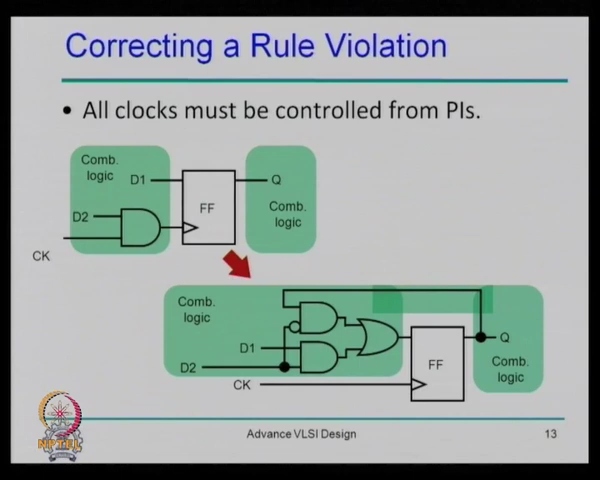 Correcting a Rule Violation
• All clocks must be controlled from PIs.
Comb.
logic
D1
D2
CK
FF
Q
Comb.
logic
Comb.
logic
D1
D2
CK
FF
Q
Comb.
logic
NPTEL
Advance VLSI Design
13